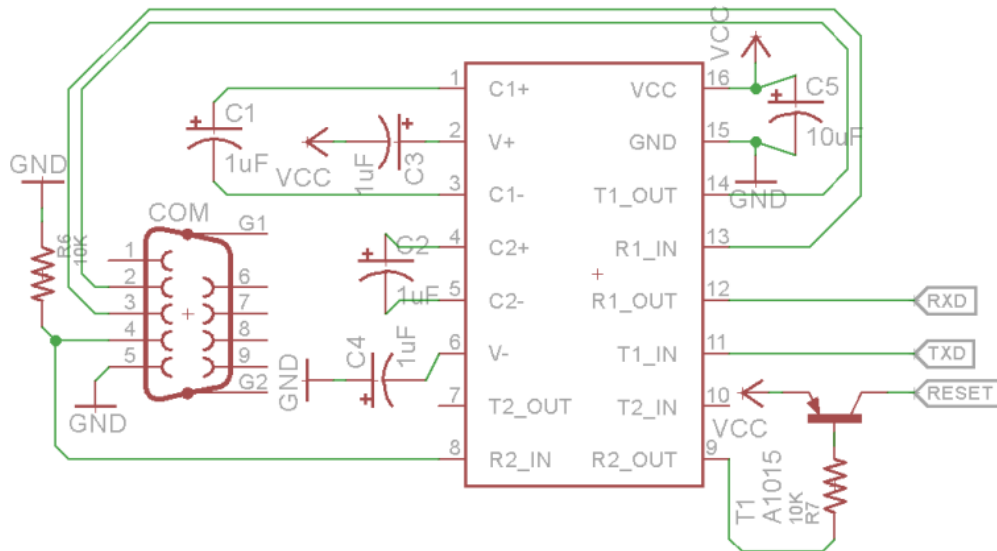 VCC
1 C1+ VCC 16
C1
C5
1uF
VCC
1uF
C3
2 V+ GND 15
10uF
GND
3 C1- T1_OUT 14
GND
COM
G1
R6
10K
4 C2+ R1_IN 13
C2
1uF
1
2 6
3 7
4 8
5 9
G2
GND
5 C2- R1_OUT 12
RXD
C4
1uF
GND
6 V- T1_IN 11
TXD
7 T2_OUT T2_IN 10
VCC
RESET
8 R2_IN R2_OUT 9
T1
A1015
10K
R7